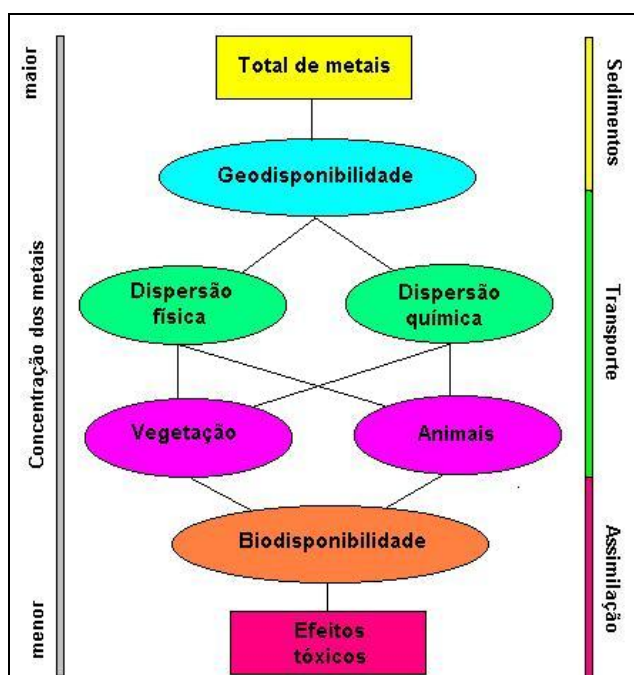 maior
Concentração dos metais
menor
Total de metais
Geodisponibilidade
Dispersão
física
Dispersão
química
Vegetação
Animais
Biodisponibilidade
Efeitos
tóxicos
Sedimentos
Transporte
Assimilação